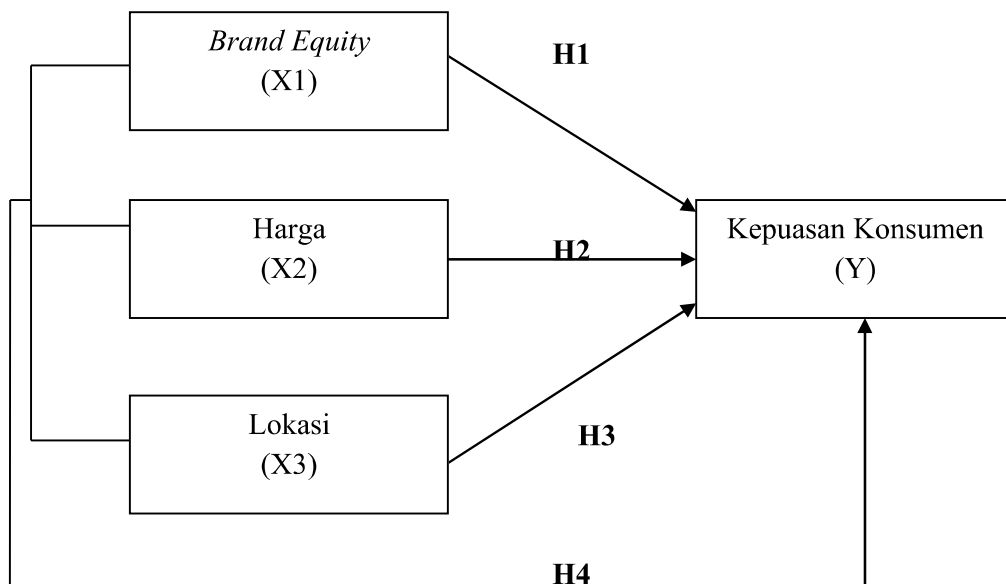 Brand Equity
(X1)
H1
Harga
(X2)
H2
Kepuasan Konsumen
(Y)
Lokasi
(X3)
H3
H4